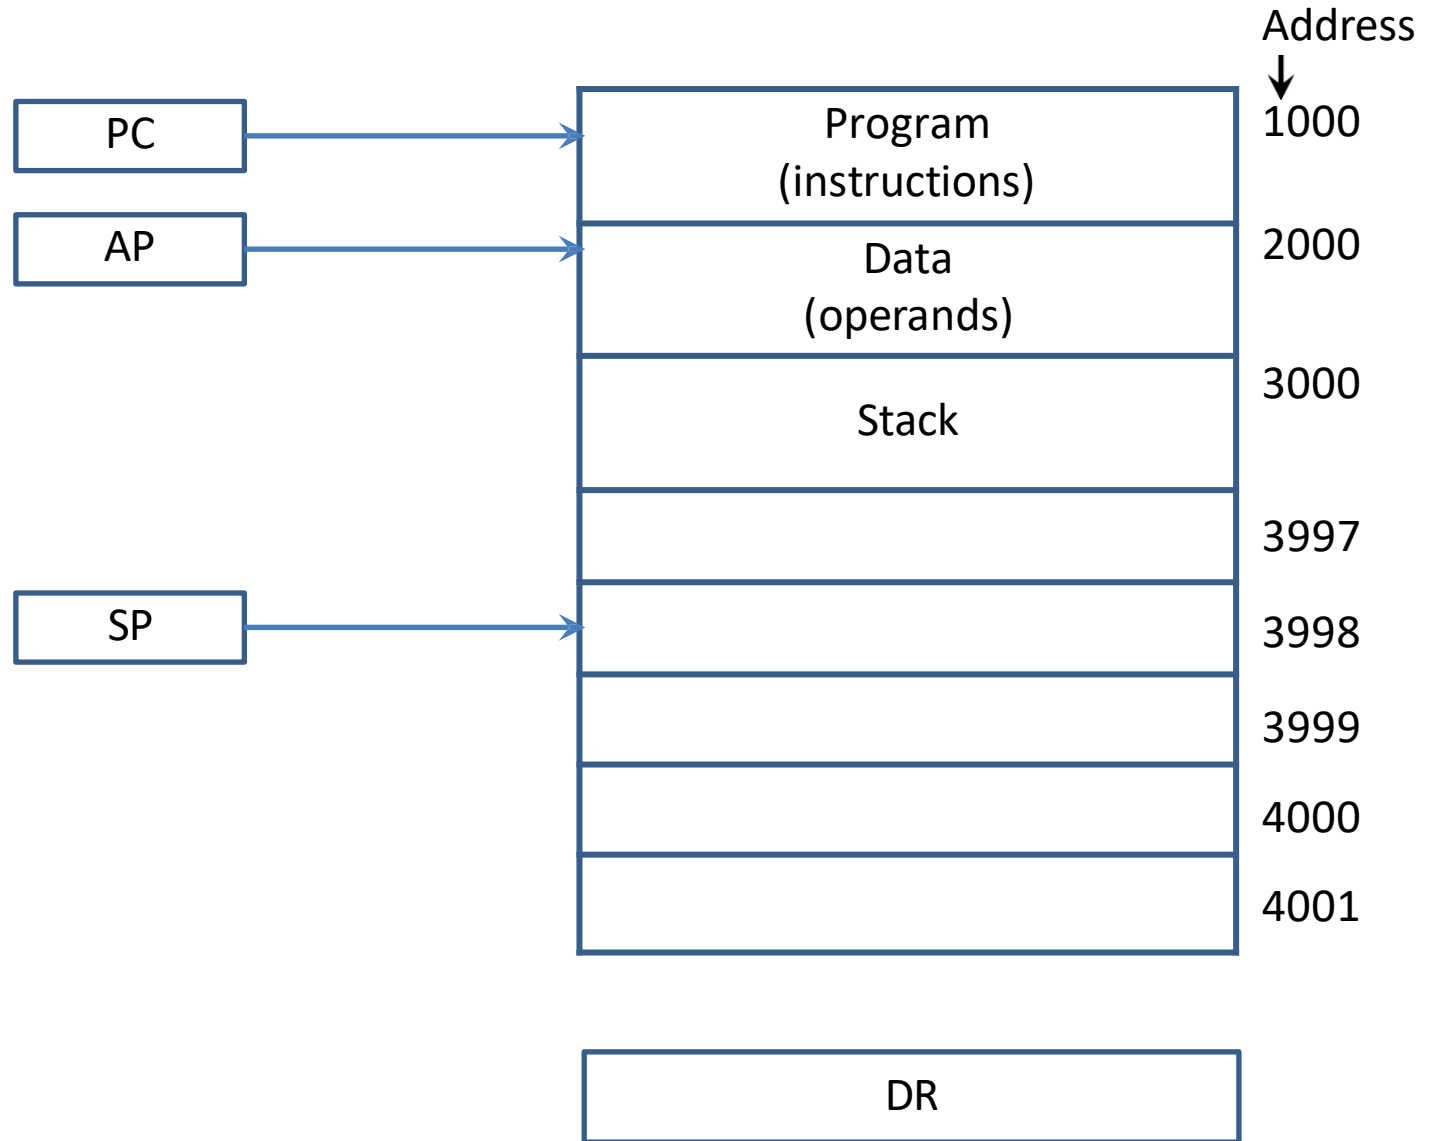 Address
PC
Program
(instructions)
1000
AP
Data
(operands)
2000
Stack
3000
3997
SP
3998
3999
4000
4001
DR